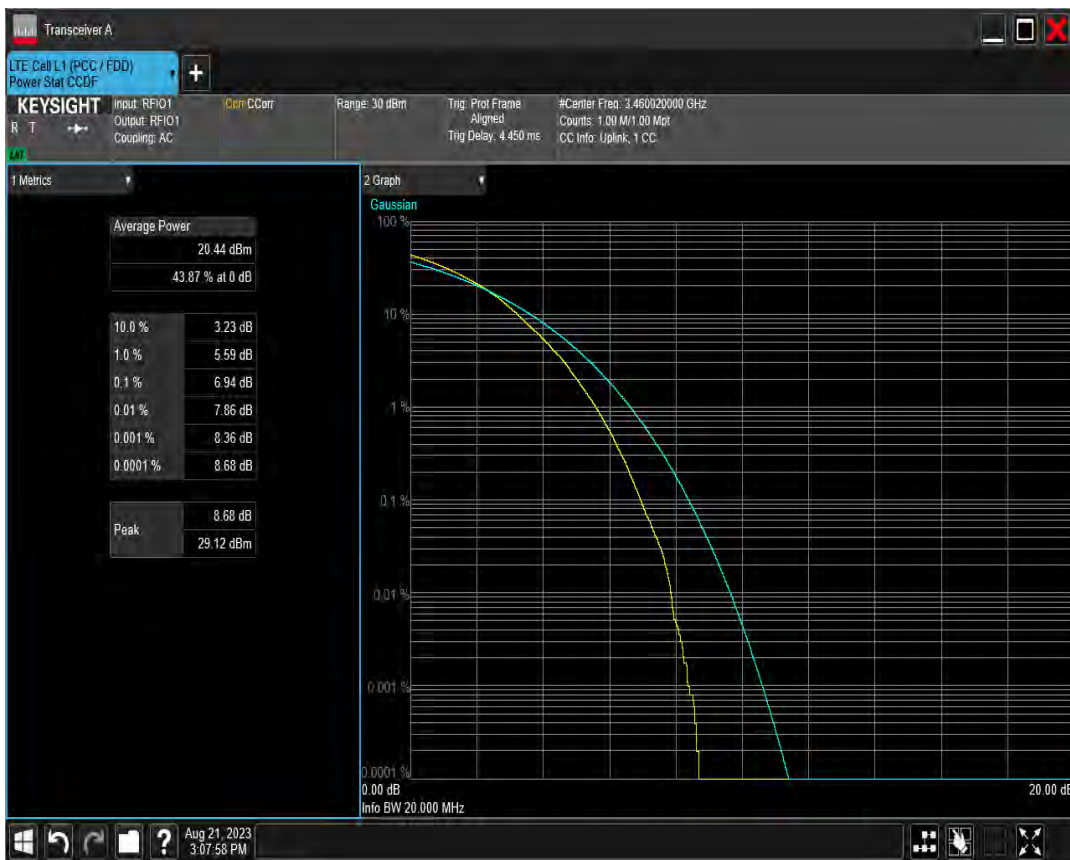 Transceiver A
LTE Cell L1 (PCC / FDD)
Power Stat CCDF
+
KEYSIGHT
R T
LNI
Input: RFIO1
Output: RFIO1
Coupling: AC
Corr CCorr
Range: 30 dBm
Trig: Prot Frame
Aligned
Trig Delay: 4.450 ms
#Center Freq: 3.460020000 GHz
Counts: 1.00 M/1.00 Mpt
CC Info: Uplink, 1 CC
1 Metrics
Average Power
20.44 dBm
43.87 % at 0 dB
10.0 % 3.23 dB
1.0 % 5.59 dB
0.1 % 6.94 dB
0.01 % 7.86 dB
0.001 % 8.36 dB
0.0001 % 8.68 dB
Peak
8.68 dB
29.12 dBm
2 Graph
Gaussian
100 %
10 %
1 %
0.1 %
0.01 %
0.001 %
0.0001 %
0.00 dB
20.00 dB
Info BW 20.000 MHz
?
Aug 21, 2023
3:07:58 PM